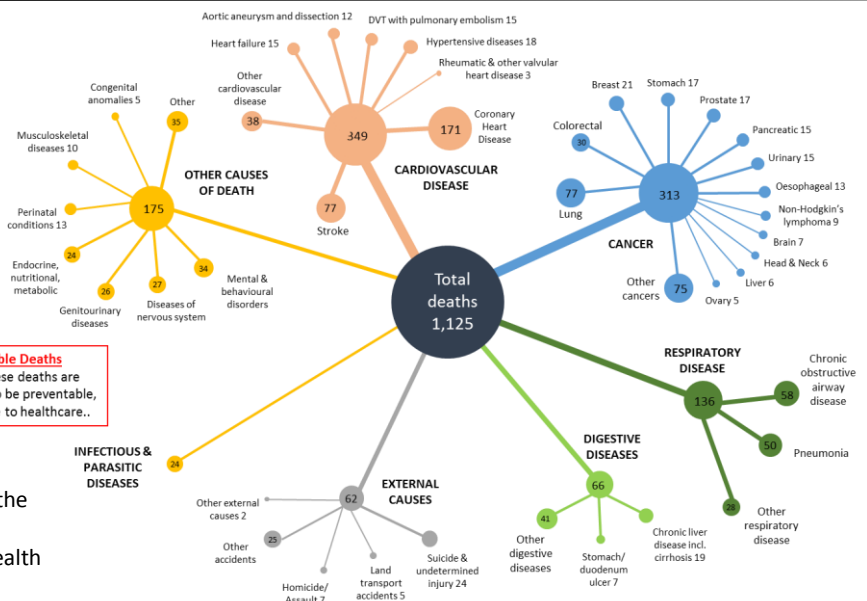 Aortic aneurysm and dissection 12
DVT with pulmonary embolism 15
Heart failure 15
Hypertensive diseases 18
Rheumatic & other valvular
heart disease 3
Other
cardiovascular
disease
38
349
171
Coronary
Heart
Disease
77
Stroke
CARDIOVASCULAR
DISEASE
Congenital
anomalies 5
Other
35
Musculoskeletal
diseases 10
OTHER CAUSES
OF DEATH
175
Perinatal
conditions 13
24
Endocrine,
nutritional,
metabolic
26
Genitourinary
diseases
27
Diseases of
nervous system
34
Mental &
behavioural
disorders
Breast 21
Stomach 17
Prostate 17
Colorectal
30
Pancreatic 15
Urinary 15
77
Lung
313
Oesophageal 13
Non-Hodgkin's
lymphoma 9
CANCER
Brain 7
Head & Neck 6
Liver 6
Ovary 5
Other
cancers
75
Total
deaths
1,125
ble Deaths
ese deaths are
o be preventable,
e to healthcare..
the
ealth
INFECTIOUS &
PARASITIC
DISEASES
24
EXTERNAL
CAUSES
62
Other external
causes 2
25
Other
accidents
Homicide/
Assault 7
Land
transport
accidents 5
Suicide &
undetermined
injury 24
DIGESTIVE
DISEASES
66
41
Other
digestive
diseases
Stomach/
duodenum
ulcer 7
Chronic liver
disease incl.
cirrhosis 19
RESPIRATORY
DISEASE
136
58
Chronic
obstructive
airway
disease
50
Pneumonia
28
Other
respiratory
disease